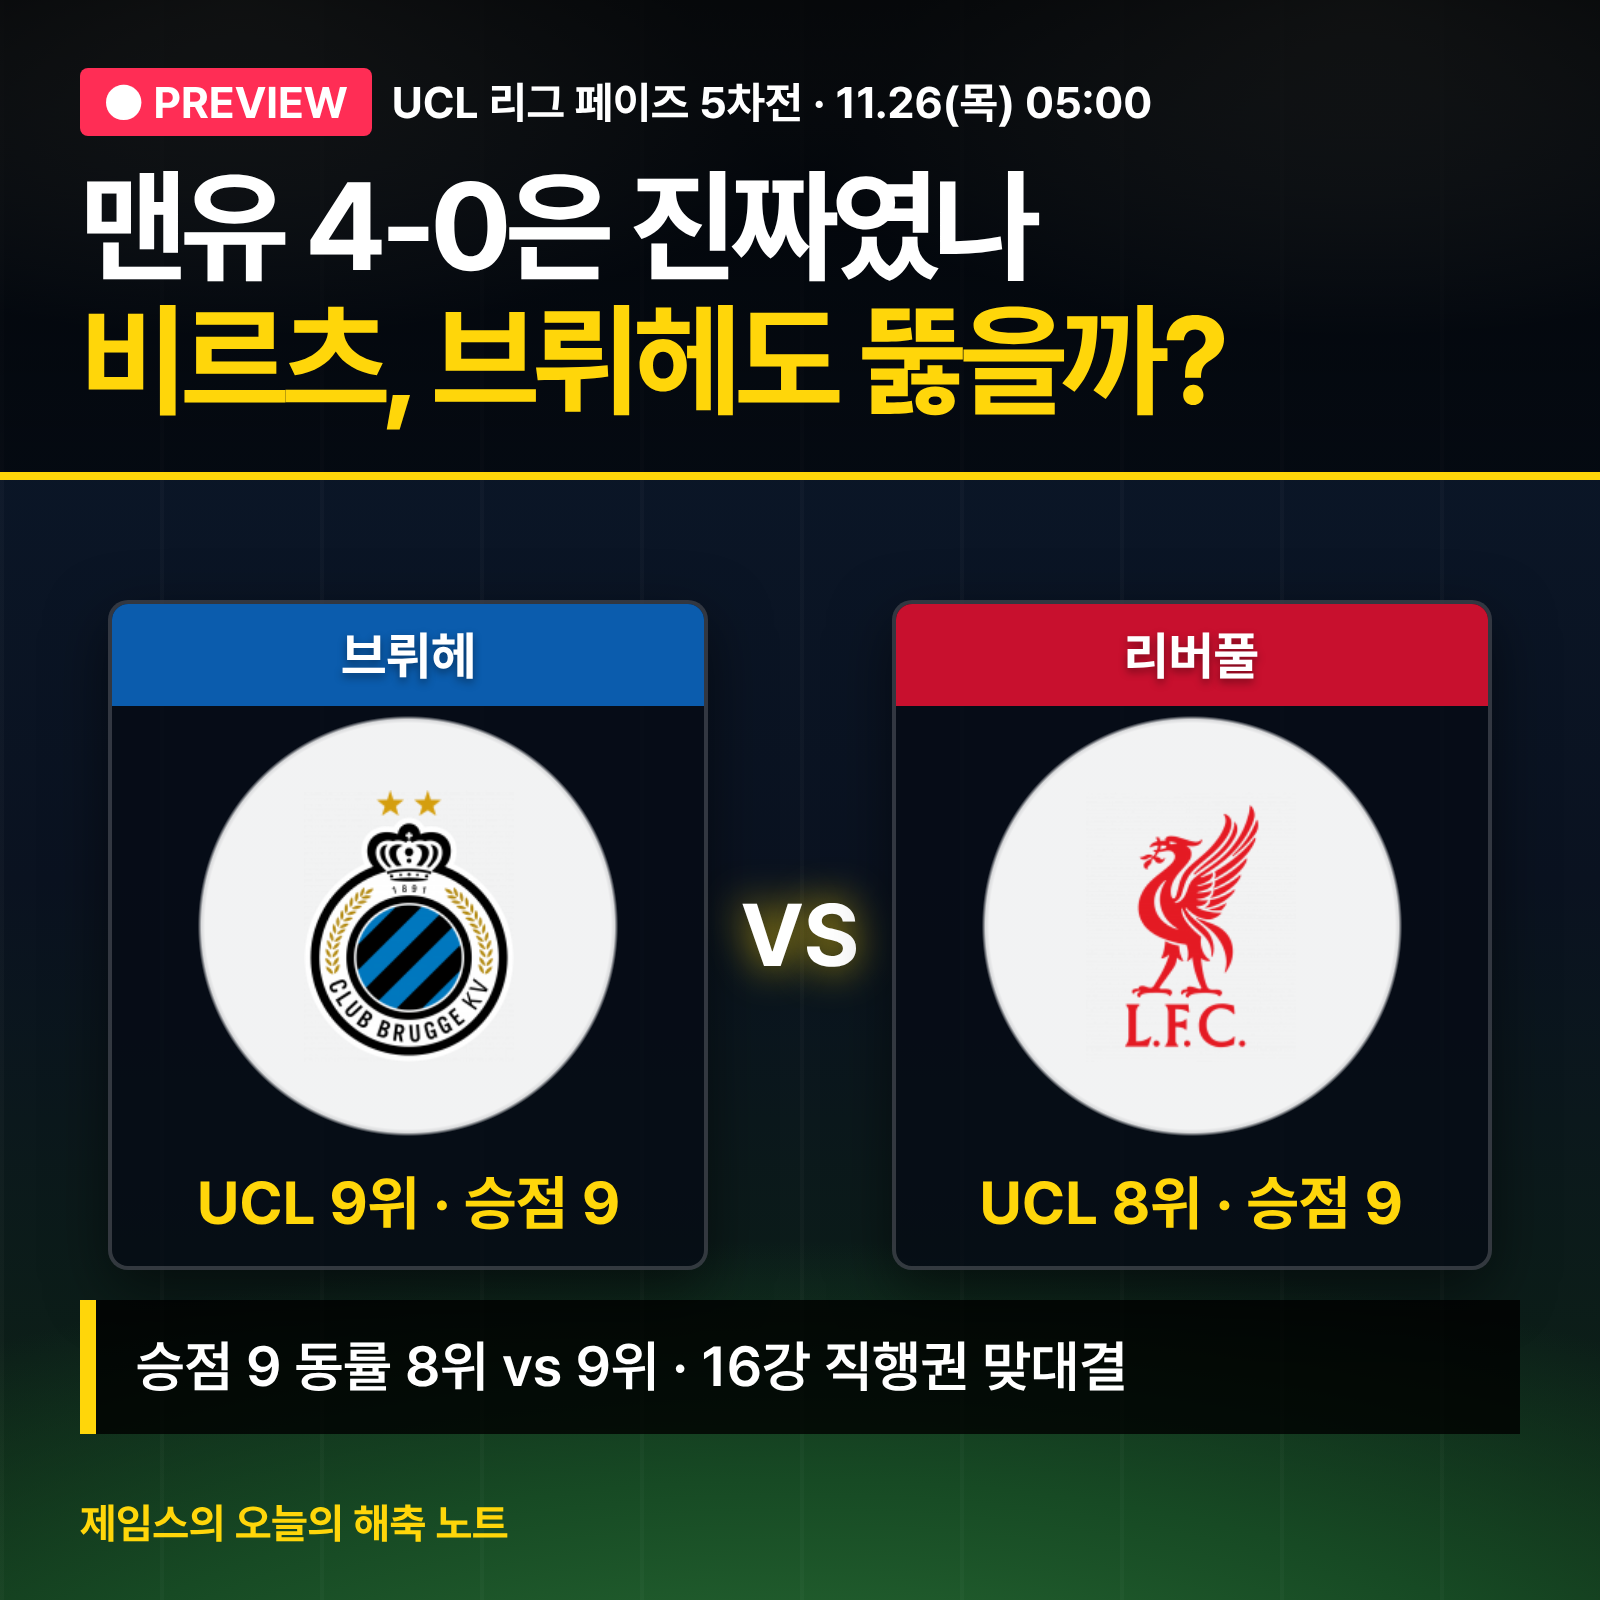 PREVIEW UCL 리그 페이즈 5차전 · 11.26(목) 05:00
맨유 4-0은 진짜였나
비르츠, 브뤼헤도 뚫을까?
브뤼헤
리버풀
1891
CLUB BRUGGE KV
VS
L.F.C.
UCL 9위 · 승점 9
UCL 8위 · 승점 9
승점 9 동률 8위 vs 9위 · 16강 직행권 맞대결
제임스의 오늘의 해축 노트